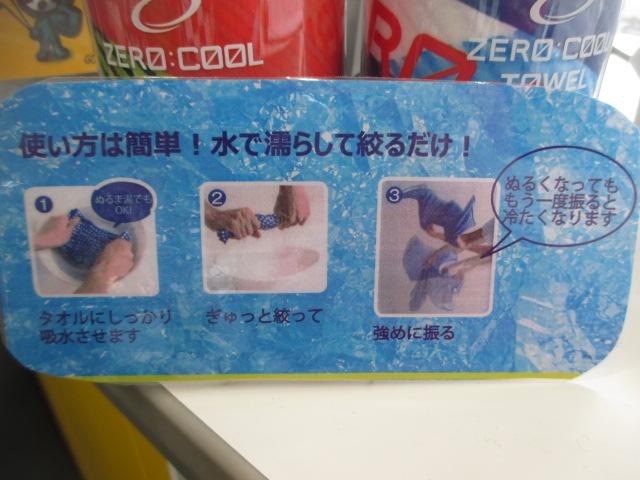 ZERO:COOL
ZERO:COOL
TOWEL
使い方は簡単！水で濡らして絞るだけ！
1
ぬるま湯でも
OK!
タオルにしっかり
吸水させます
2
ぎゅっと絞って
3
強めに振る
ぬるくなっても
もう一度振ると
冷たくなります